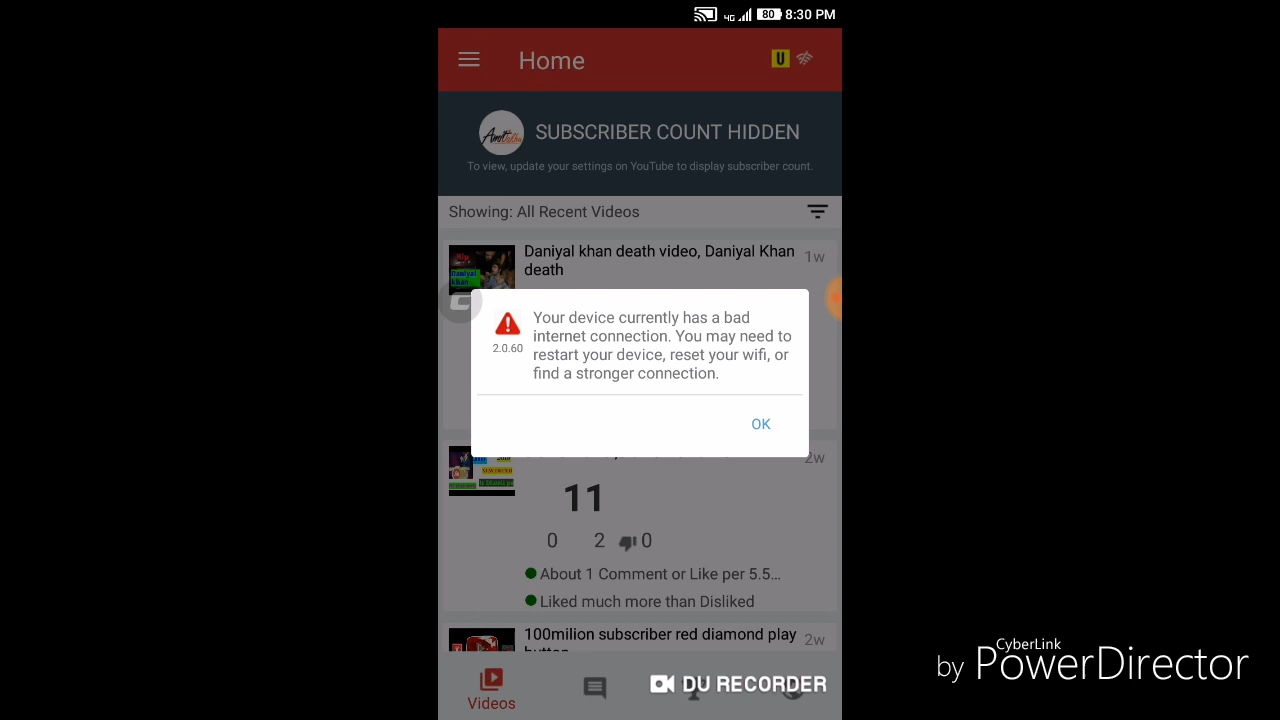 4G 80 8:30 PM
Home
U
SUBSCRIBER COUNT HIDDEN
To view, update your settings on YouTube to display subscriber count.
Showing: All Recent Videos
Daniyal khan death video, Daniyal Khan
death
1w
Your device currently has a bad
internet connection. You may need to
restart your device, reset your wifi, or
find a stronger connection.
2.0.60
OK
2w
11
0 2 0
About 1 Comment or Like per 5.5...
Liked much more than Disliked
100milion subscriber red diamond play
button
2w
Videos
DU RECORDER
by CyberLink
PowerDirector